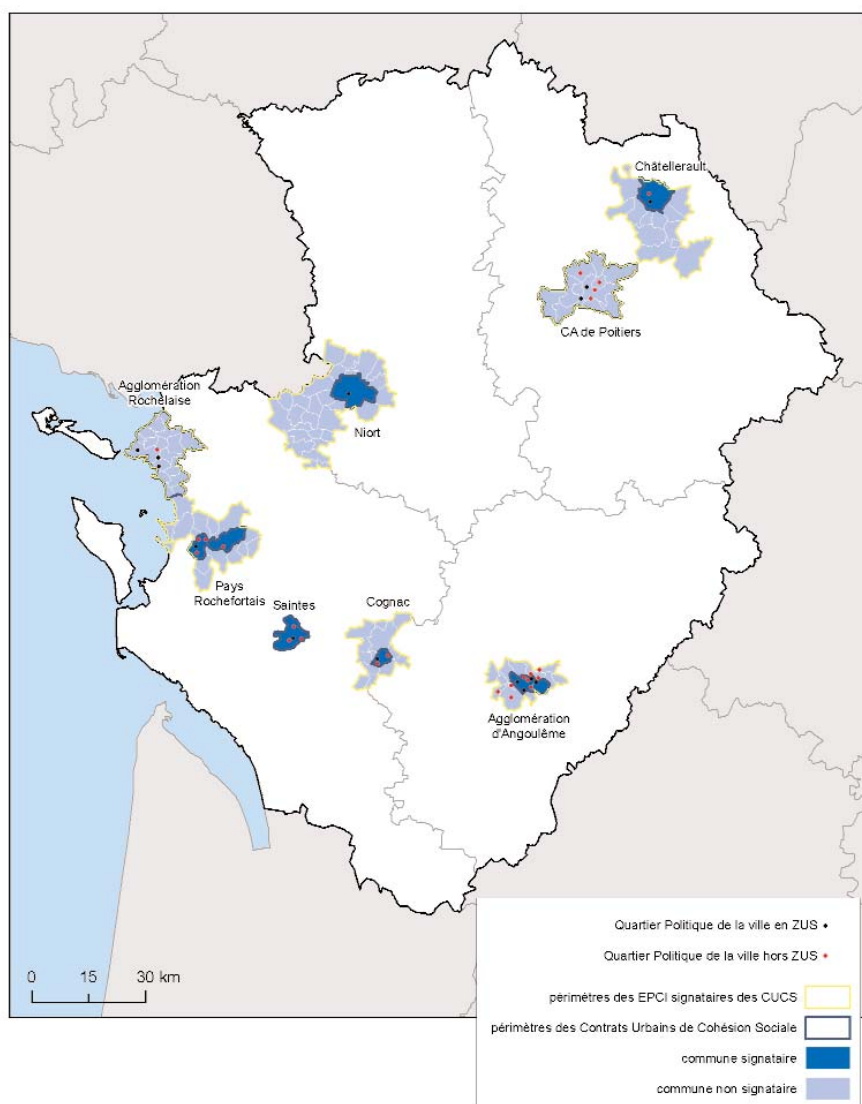 Châtellerault
CA de Poitiers
Agglomération
Rochelaise
Niort
Pays
Rochefortais
Saintes
Cognac
Agglomération
d'Angoulême
Quartier Politique de la ville en ZUS
Quartier Politique de la ville hors ZUS
0 15 30 km
périmètres des EPCI signataires des CUCS
périmètres des Contrats Urbains de Cohésion Sociale
commune signataire
commune non signataire